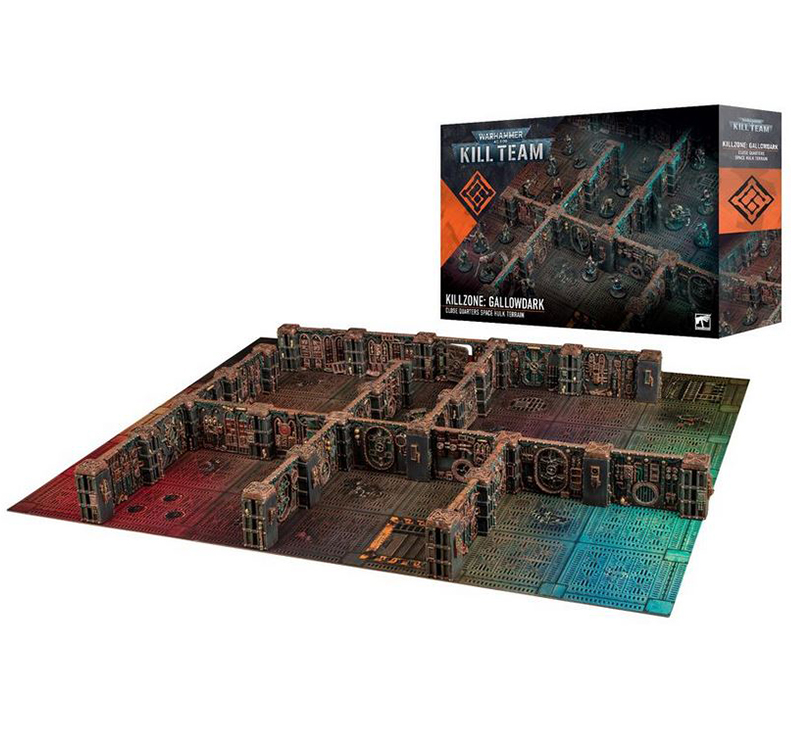 WARHAMMER
40,000
KILL TEAM
KILLZONE: GALLOWDARK
CLOSE QUARTERS SPACE HULK TERRAIN
WARHAMMER
KILL TEAM
KILLZONE: GALLOWDARK
CLOSE QUARTERS
SPACE HULK TERRAIN